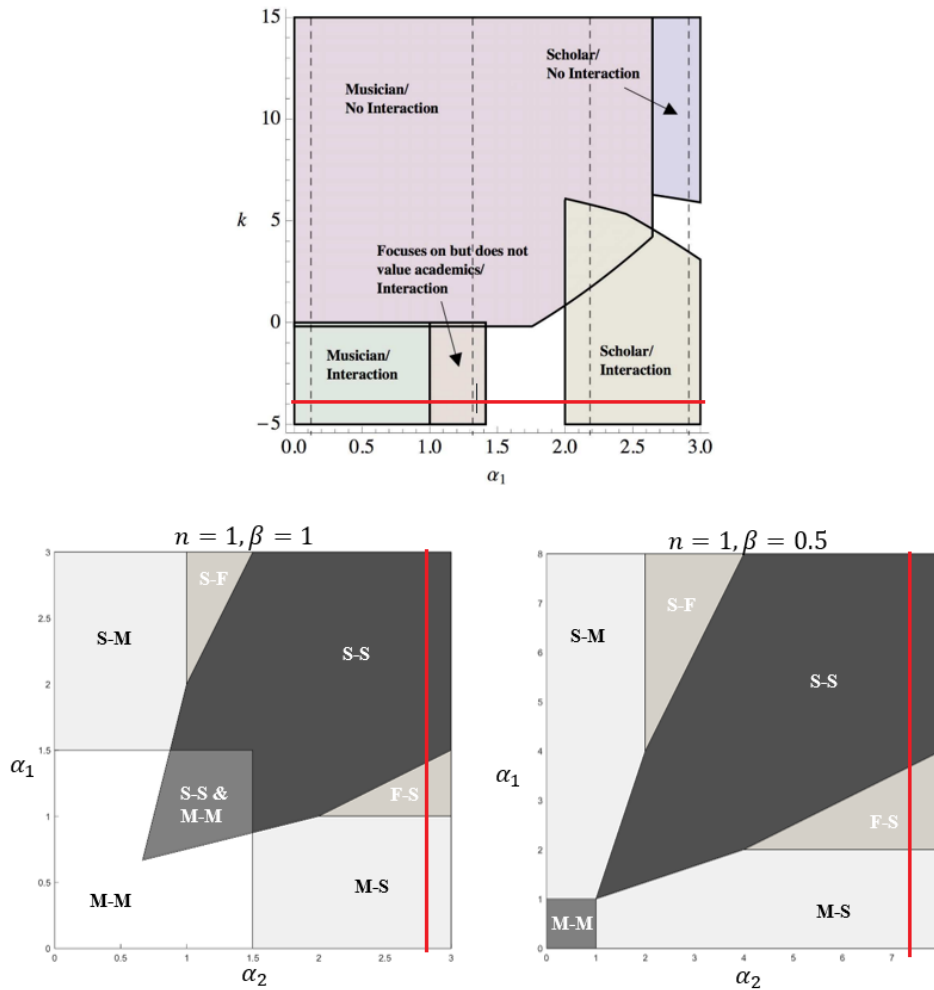 15
10
5
0
−5
k
Musician/
No Interaction
Scholar/
No Interaction
Focuses on but does not
value academics/
Interaction
Musician/
Interaction
Scholar/
Interaction
0.0 0.5 1.0 1.5 2.0 2.5 3.0
α₁
n = 1, β = 1
3
2.5
2
1.5
1
0.5
0
α₁
S-F
S-M
S-S
S-S &
M-M
F-S
M-M
M-S
0 0.5 1 1.5 2 2.5 3
α₂
n = 1, β = 0.5
8
7
6
5
4
3
2
1
0
α₁
S-F
S-M
S-S
F-S
M-M
M-S
0 1 2 3 4 5 6 7
α₂